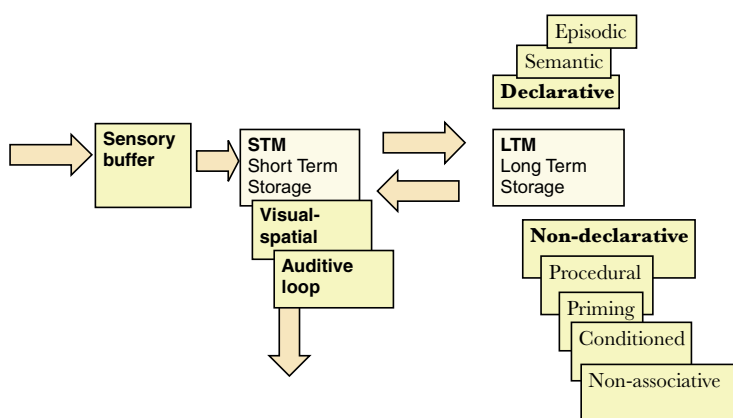 Episodic
Semantic
Declarative
Sensory
buffer
STM
Short Term
Storage
LTM
Long Term
Storage
Visual-
spatial
Auditive
loop
Non-declarative
Procedural
Priming
Conditioned
Non-associative